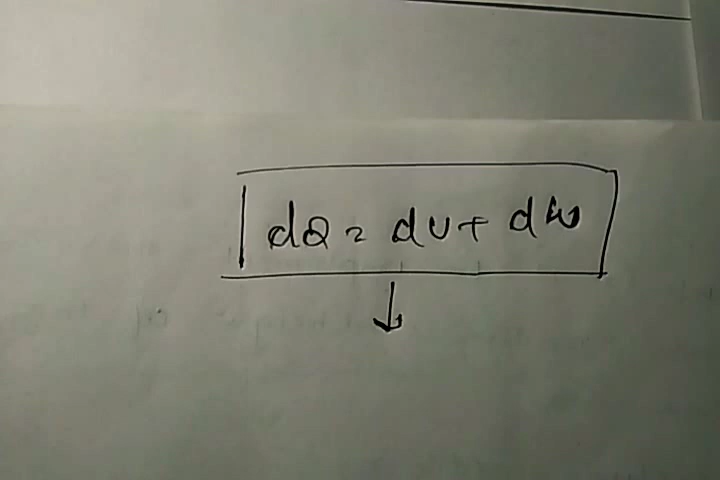 dQ = dU + dW
↓